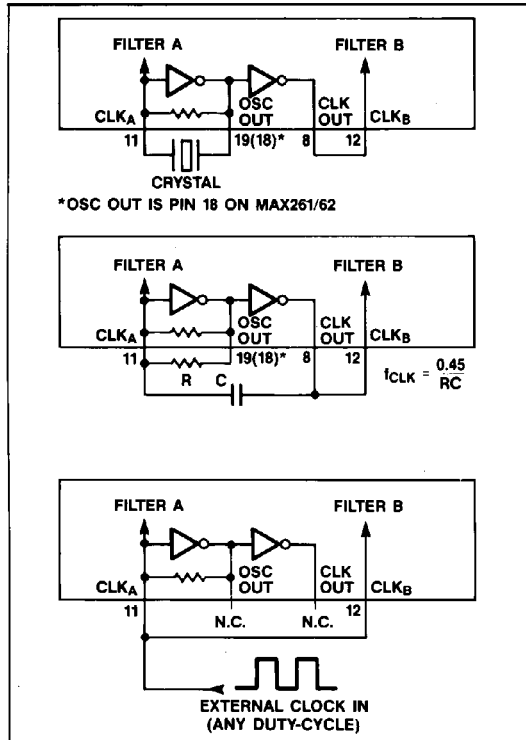 FILTER A
FILTER B
OSC OUT
CLK OUT
CLKA
CLKB
11
19(18)*
8
12
CRYSTAL
*OSC OUT IS PIN 18 ON MAX261/62
FILTER A
FILTER B
OSC OUT
CLK OUT
CLKA
CLKB
11
19(18)*
8
12
R
C
fCLK = 0.45/RC
FILTER A
FILTER B
OSC OUT
CLK OUT
CLKA
CLKB
11
N.C.
N.C.
12
EXTERNAL CLOCK IN
(ANY DUTY-CYCLE)